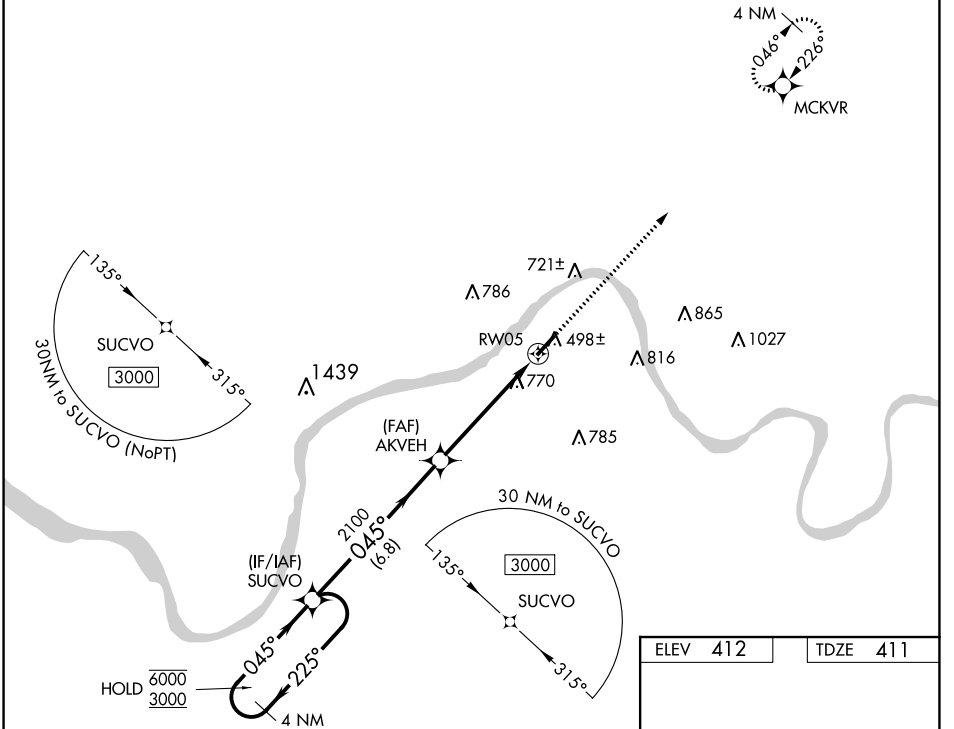 4 NM
046°
226°
MCKVR
135°
SUCVO
3000
315°
30NM to SUCVO (NoPT)
721±
786
865
RW05
498±
1027
816
1439
770
(FAF)
AKVEH
785
2100
045°
(6.8)
30 NM to SUCVO
135°
3000
SUCVO
315°
(IF/IAF)
SUCVO
045°
225°
HOLD
6000
3000
4 NM
ELEV 412
TDZE 411